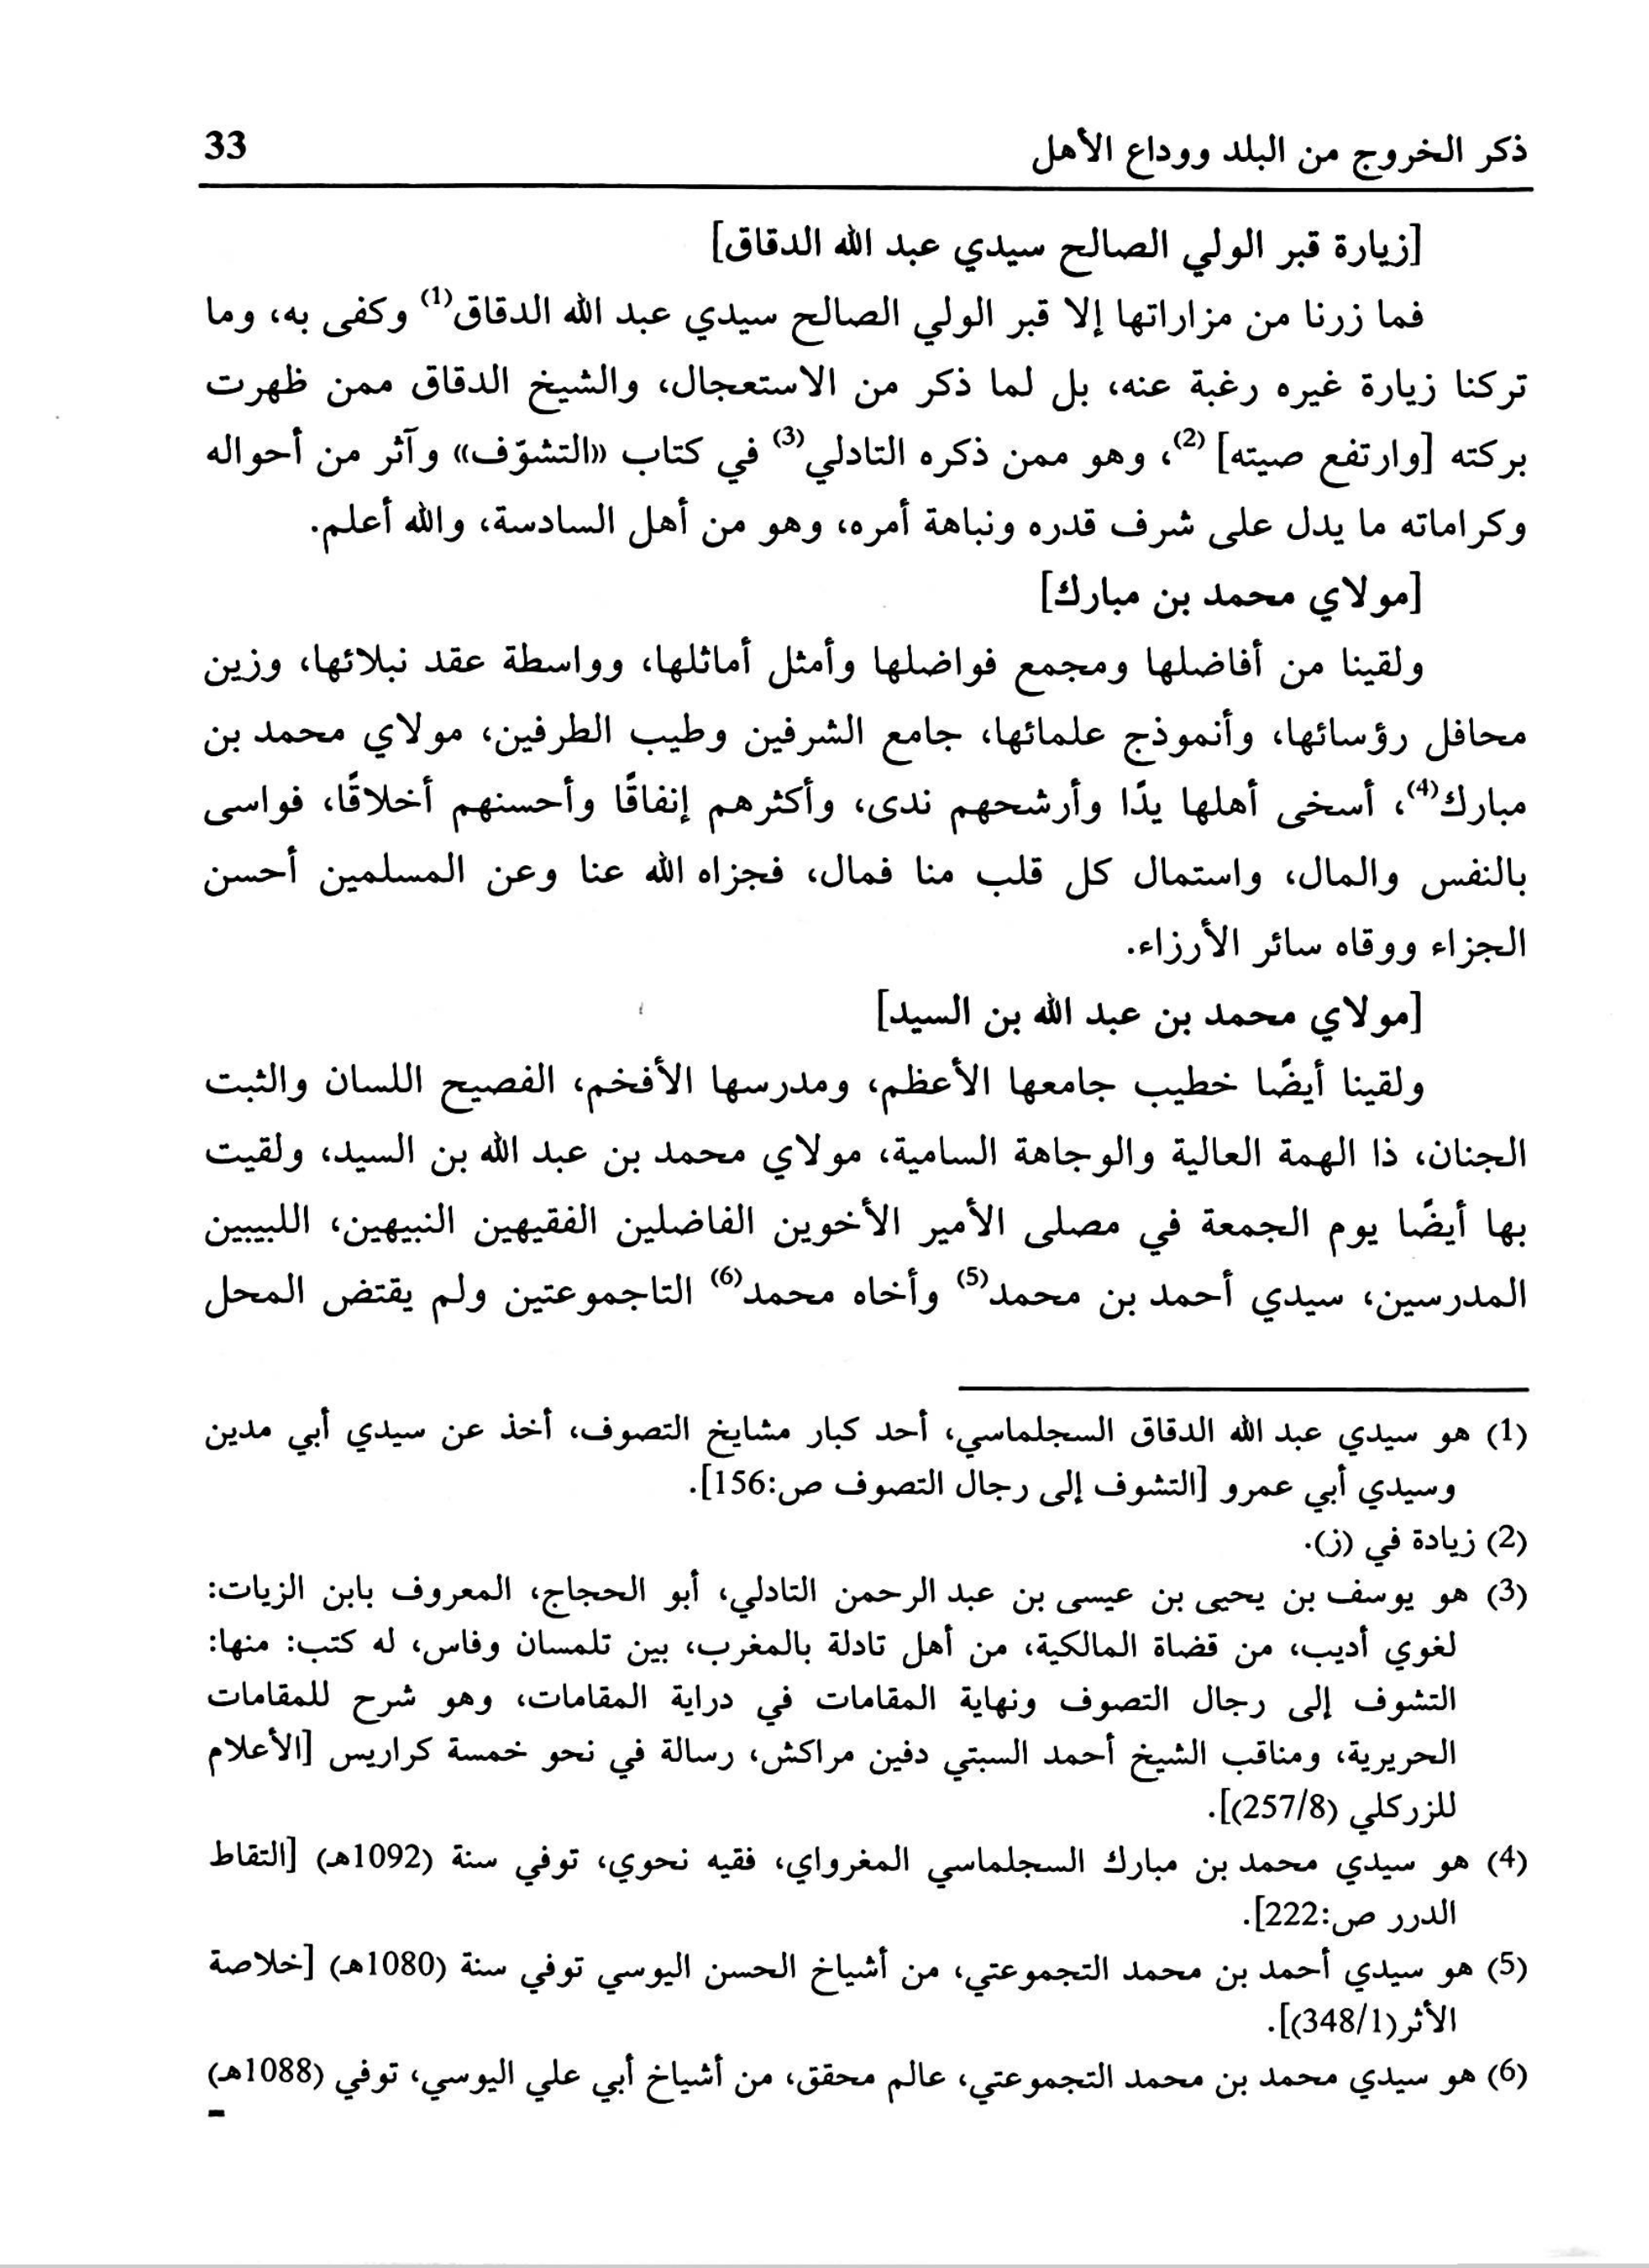 ذكر الخروج من البلد ووداع الأهل 33
[زيارة قبر الولي الصالح سيدي عبد الله الدقاق]
فما زرنا من مزاراتها إلا قبر الولي الصالح سيدي عبد الله الدقاق(1) وكفى به، وما
تركنا زيارة غيره رغبة عنه، بل لما ذكر من الاستعجال، والشيخ الدقاق ممن ظهرت
بركته [وارتفع صيته] (2)، وهو ممن ذكره التادلي(3) في كتاب «التشوّف» وآثر من أحواله
وكراماته ما يدل على شرف قدره ونباهة أمره، وهو من أهل السادسة، والله أعلم.
[مولاي محمد بن مبارك]
ولقينا من أفاضلها ومجمع فواضلها وأمثل أماثلها، وواسطة عقد نبلائها، وزين
محافل رؤسائها، وأنموذج علمائها، جامع الشرفين وطيب الطرفين، مولاي محمد بن
مبارك(4)، أسخى أهلها يدًا وأرشحهم ندى، وأكثرهم إنفاقًا وأحسنهم أخلاقًا، فواسى
بالنفس والمال، واستمال كل قلب منا فمال، فجزاه الله عنا وعن المسلمين أحسن
الجزاء ووقاه سائر الأرزاء.
[مولاي محمد بن عبد الله بن السيد]
ولقينا أيضًا خطيب جامعها الأعظم، ومدرسها الأفخم، الفصيح اللسان والثبت
الجنان، ذا الهمة العالية والوجاهة السامية، مولاي محمد بن عبد الله بن السيد، ولقيت
بها أيضًا يوم الجمعة في مصلى الأمير الأخوين الفاضلين الفقيهين النبيهين، اللبيبين
المدرسين، سيدي أحمد بن محمد(5) وأخاه محمد(6) التاجموعتين ولم يقتض المحل
(1) هو سيدي عبد الله الدقاق السجلماسي، أحد كبار مشايخ التصوف، أخذ عن سيدي أبي مدين
وسيدي أبي عمرو [التشوف إلى رجال التصوف ص:156].
(2) زيادة في (ز).
(3) هو يوسف بن يحيى بن عيسى بن عبد الرحمن التادلي، أبو الحجاج، المعروف بابن الزيات:
لغوي أديب، من قضاة المالكية، من أهل تادلة بالمغرب، بين تلمسان وفاس، له كتب: منها:
التشوف إلى رجال التصوف ونهاية المقامات في دراية المقامات، وهو شرح للمقامات
الحريرية، ومناقب الشيخ أحمد السبتي دفين مراكش، رسالة في نحو خمسة كراريس [الأعلام
للزركلي (257/8)].
(4) هو سيدي محمد بن مبارك السجلماسي المغرواي، فقيه نحوي، توفي سنة (1092هـ) [التقاط
الدرر ص:222].
(5) هو سيدي أحمد بن محمد التجموعتي، من أشياخ الحسن اليوسي توفي سنة (1080هـ) [خلاصة
الأثر(348/1)].
(6) هو سيدي محمد بن محمد التجموعتي، عالم محقق، من أشياخ أبي علي اليوسي، توفي (1088هـ)